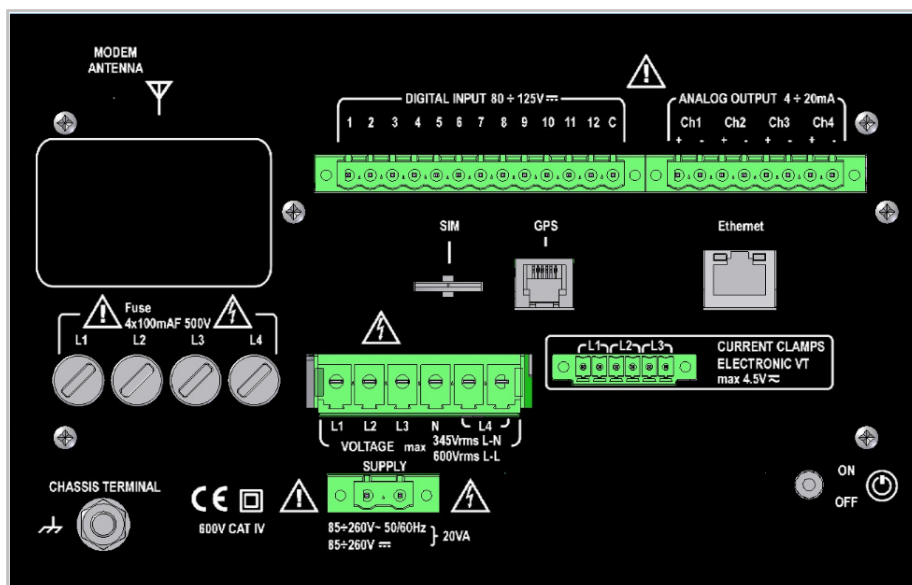 MODEM
ANTENNA
DIGITAL INPUT 80 ÷ 125V⎓
1 2 3 4 5 6 7 8 9 10 11 12 C
ANALOG OUTPUT 4 ÷ 20mA
Ch1 Ch2 Ch3 Ch4
+ - + - + - + -
SIM
GPS
Ethernet
Fuse
4x100mAF 500V
L1 L2 L3 L4
L1 L2 L3
CURRENT CLAMPS
ELECTRONIC VT
max 4.5V⏦
L1 L2 L3 N L4
VOLTAGE max 345Vrms L-N
600Vrms L-L
SUPPLY
85÷260V~ 50/60Hz
85÷260V ⎓
20VA
CHASSIS TERMINAL
CE
600V CAT IV
ON
OFF